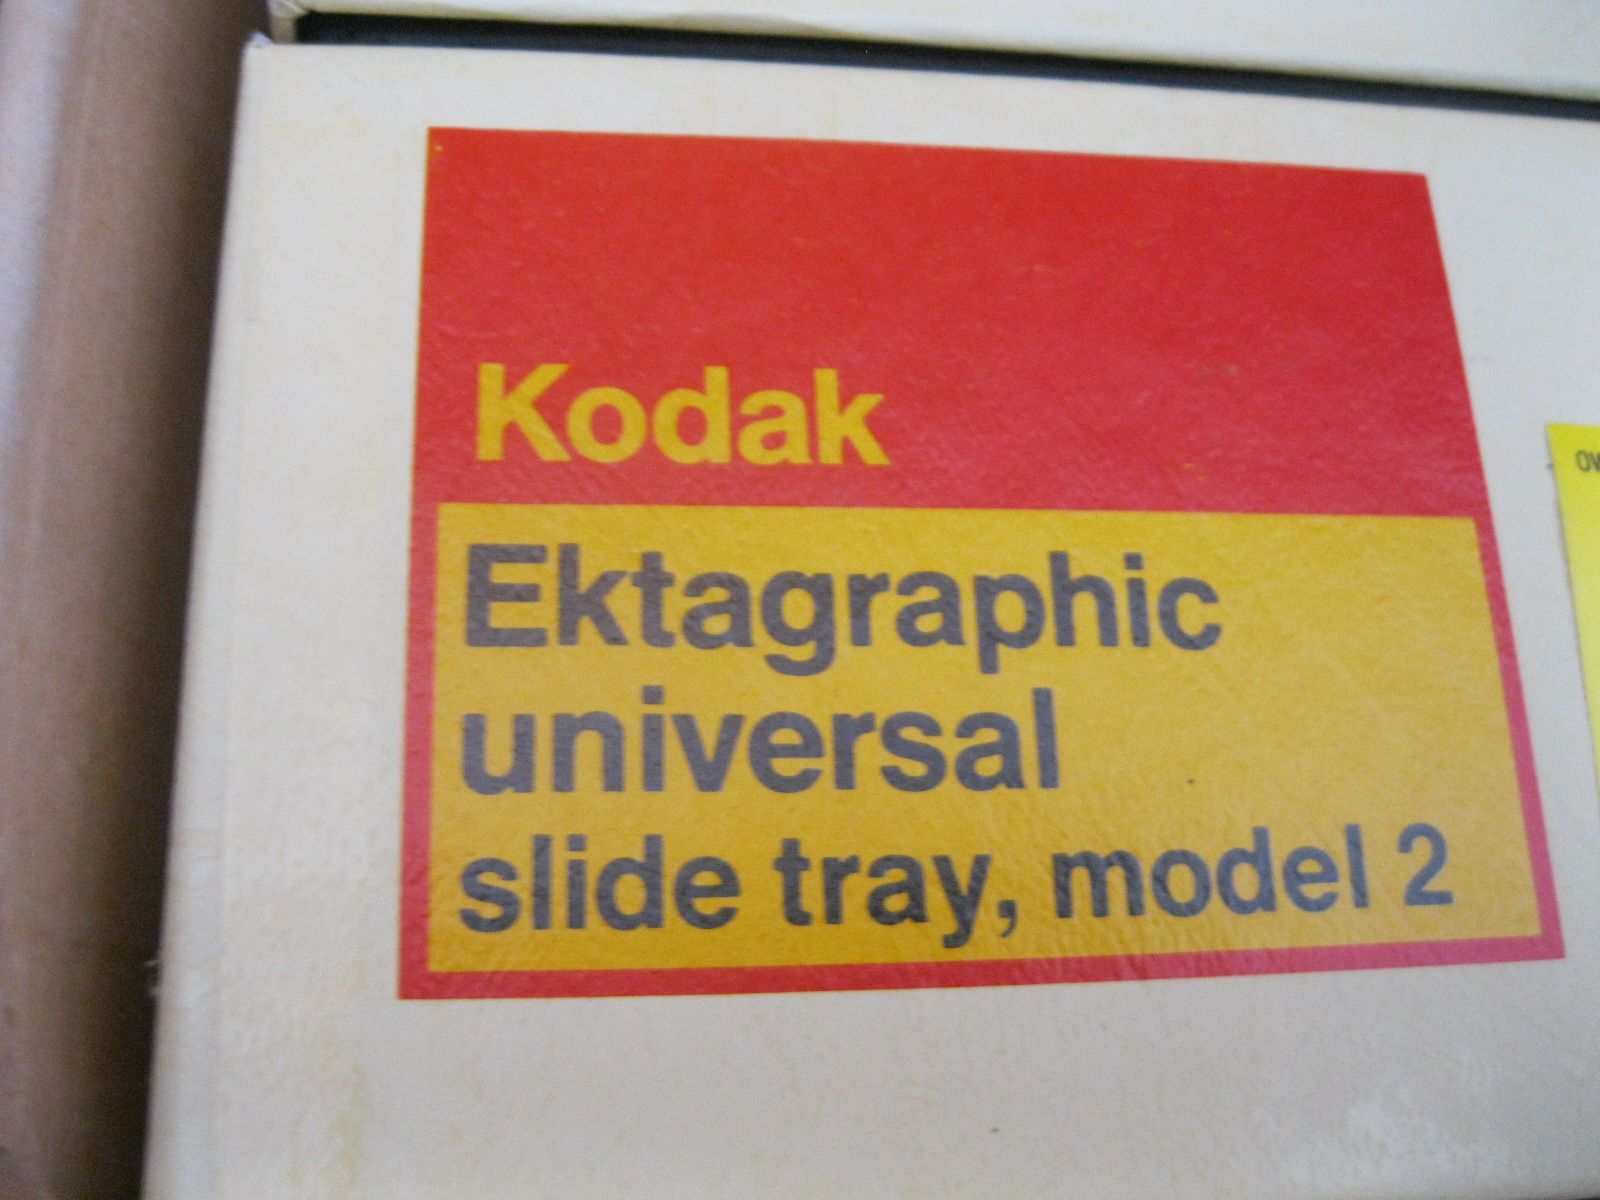 Kodak
Ektagraphic
universal
slide tray, model 2